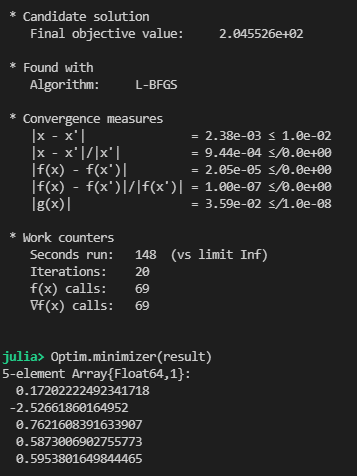 * Candidate solution
Final objective value: 2.045526e+02
* Found with
Algorithm: L-BFGS
* Convergence measures
|x - x'| = 2.38e-03 ≤ 1.0e-02
|x - x'|/|x'| = 9.44e-04 ≰ 0.0e+00
|f(x) - f(x')| = 2.05e-05 ≰ 0.0e+00
|f(x) - f(x')|/|f(x')| = 1.00e-07 ≰ 0.0e+00
|g(x)| = 3.59e-02 ≰ 1.0e-08
* Work counters
Seconds run: 148 (vs limit Inf)
Iterations: 20
f(x) calls: 69
∇f(x) calls: 69
julia> Optim.minimizer(result)
5-element Array{Float64,1}:
0.17202222492341718
-2.52661860164952
0.7621608391633907
0.5873006902755773
0.5953801649844465